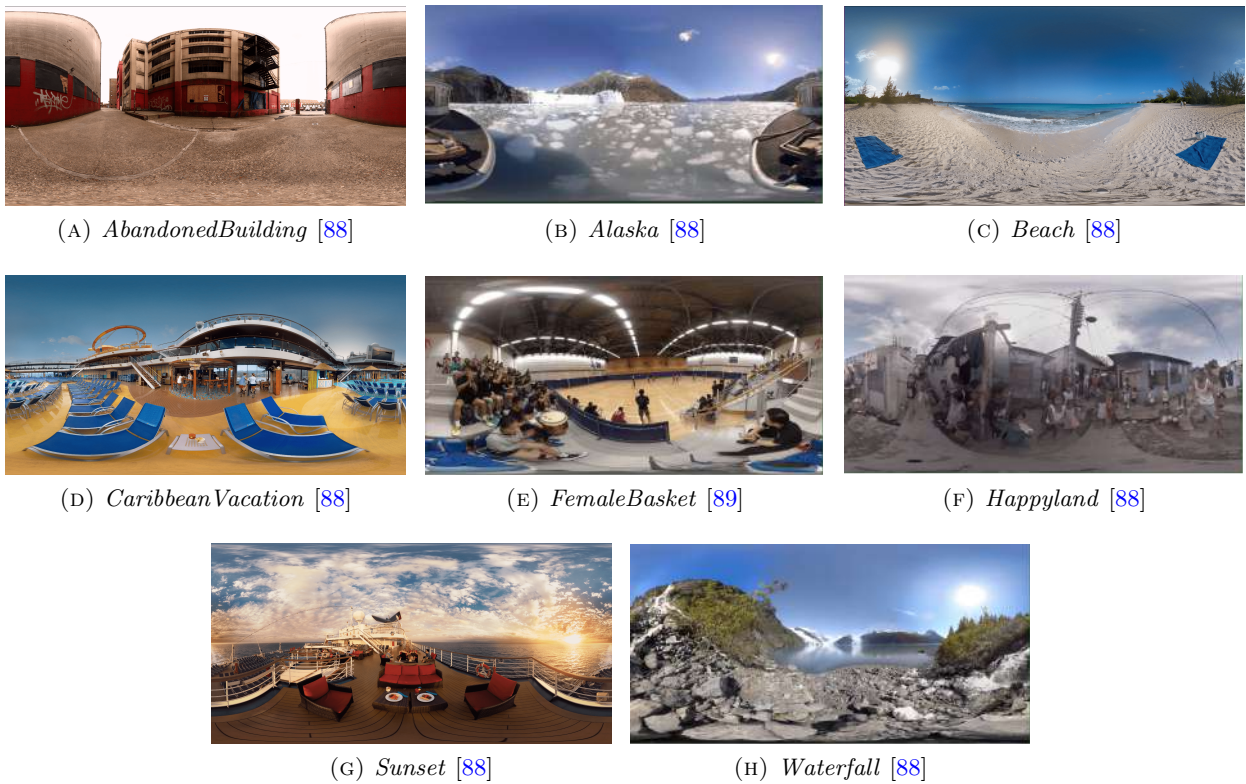 (A) AbandonedBuilding [88]
(B) Alaska [88]
(C) Beach [88]
(D) CaribbeanVacation [88]
(E) FemaleBasket [89]
(F) Happyland [88]
(G) Sunset [88]
(H) Waterfall [88]